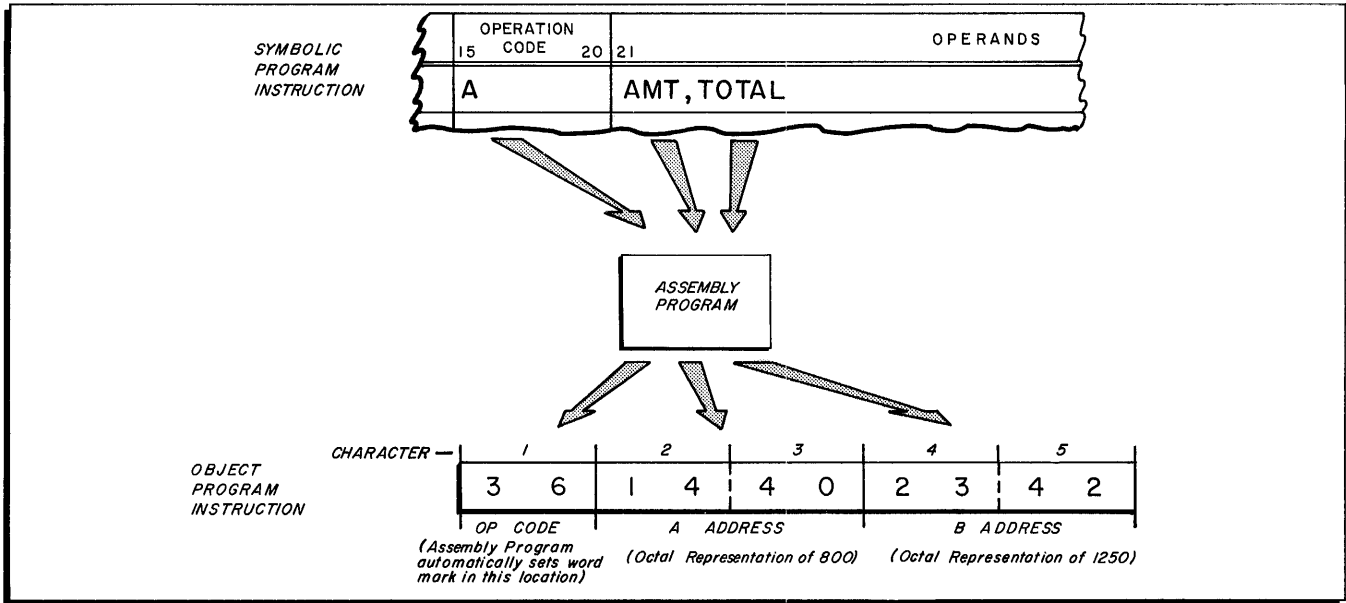 SYMBOLIC
PROGRAM
INSTRUCTION
OPERATION
CODE
15 20 21
OPERANDS
A AMT, TOTAL
ASSEMBLY
PROGRAM
CHARACTER — 1 2 3 4 5
OBJECT
PROGRAM
INSTRUCTION
3 6 1 4 4 0 2 3 4 2
OP CODE A ADDRESS B ADDRESS
(Assembly Program
automatically sets word
mark in this location)
(Octal Representation of 800) (Octal Representation of 1250)